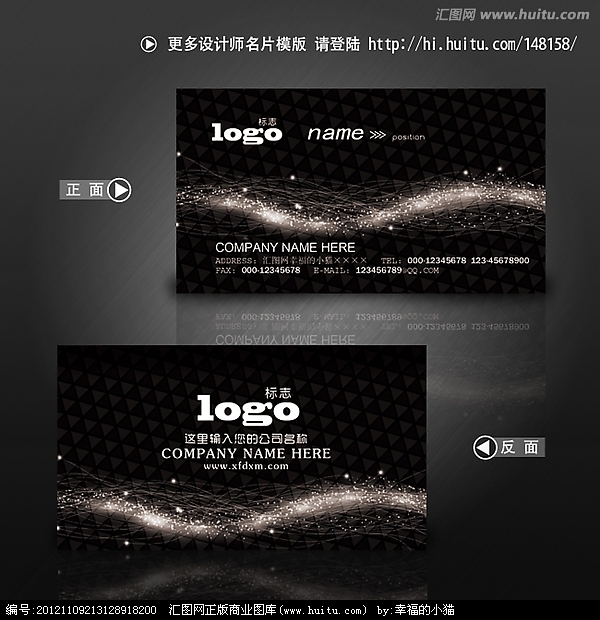 汇图网 www.huitu.com
更多设计师名片模版 请登陆 http://hi.huitu.com/148158/
标志
logo name >>> position
正面
COMPANY NAME HERE
ADDRESS: 汇图网幸福的小猫×××× TEL: 000-12345678 123-45678900
FAX: 000-12345678 E-MAIL: 123456789@QQ.COM
标志
logo
这里输入您的公司名称
COMPANY NAME HERE
www.xfdxm.com
反面
编号:20121109213128918200 汇图网正版商业图库(www.huitu.com) by:幸福的小猫